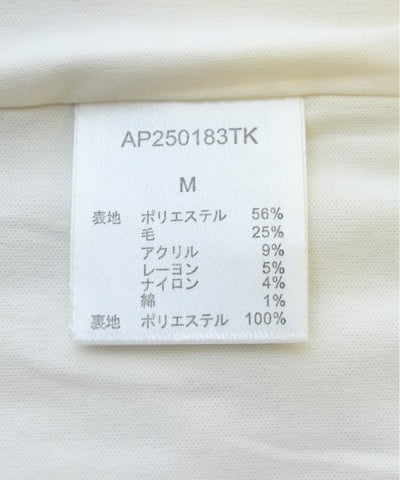 AP250183TK
M
表地 ポリエステル 56%
毛 25%
アクリル 9%
レーヨン 5%
ナイロン 4%
綿 1%
裏地 ポリエステル 100%